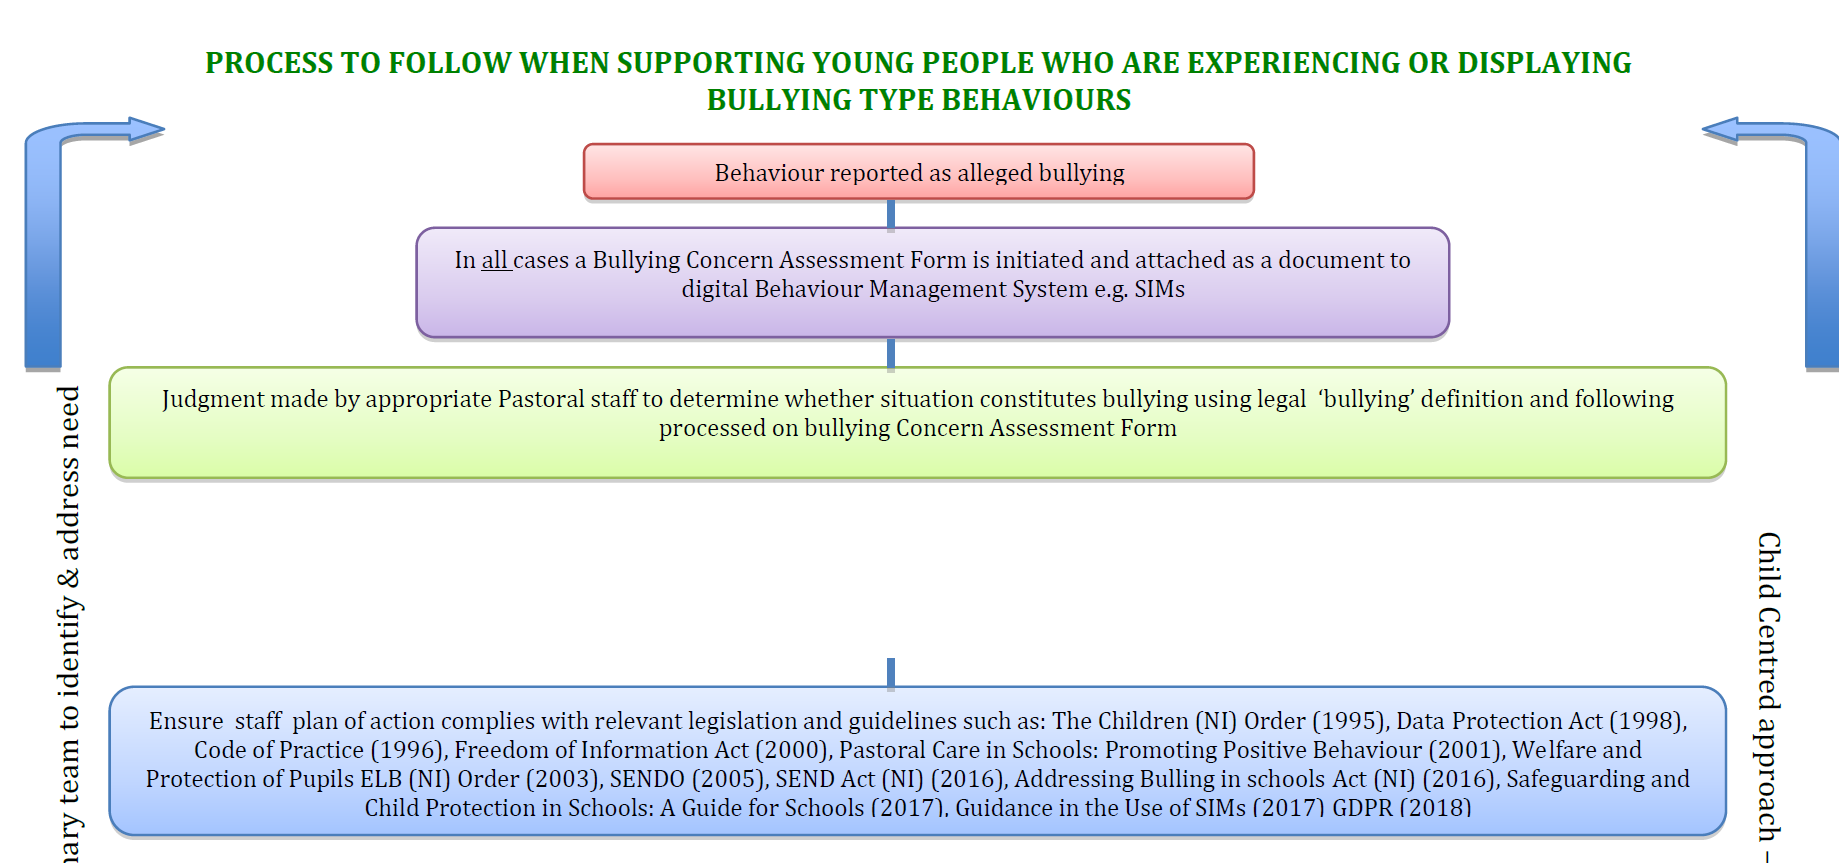 PROCESS TO FOLLOW WHEN SUPPORTING YOUNG PEOPLE WHO ARE EXPERIENCING OR DISPLAYING
BULLYING TYPE BEHAVIOURS
Behaviour reported as alleged bullying
In all cases a Bullying Concern Assessment Form is initiated and attached as a document to
digital Behaviour Management System e.g. SIMs
Judgment made by appropriate Pastoral staff to determine whether situation constitutes bullying using legal ‘bullying’ definition and following
processed on bullying Concern Assessment Form
Ensure staff plan of action complies with relevant legislation and guidelines such as: The Children (NI) Order (1995), Data Protection Act (1998),
Code of Practice (1996), Freedom of Information Act (2000), Pastoral Care in Schools: Promoting Positive Behaviour (2001), Welfare and
Protection of Pupils ELB (NI) Order (2003), SENDO (2005), SEND Act (NI) (2016), Addressing Bulling in schools Act (NI) (2016), Safeguarding and
Child Protection in Schools: A Guide for Schools (2017), Guidance in the Use of SIMs (2017) GDPR (2018)
team to identify & address need
Child Centred approach –